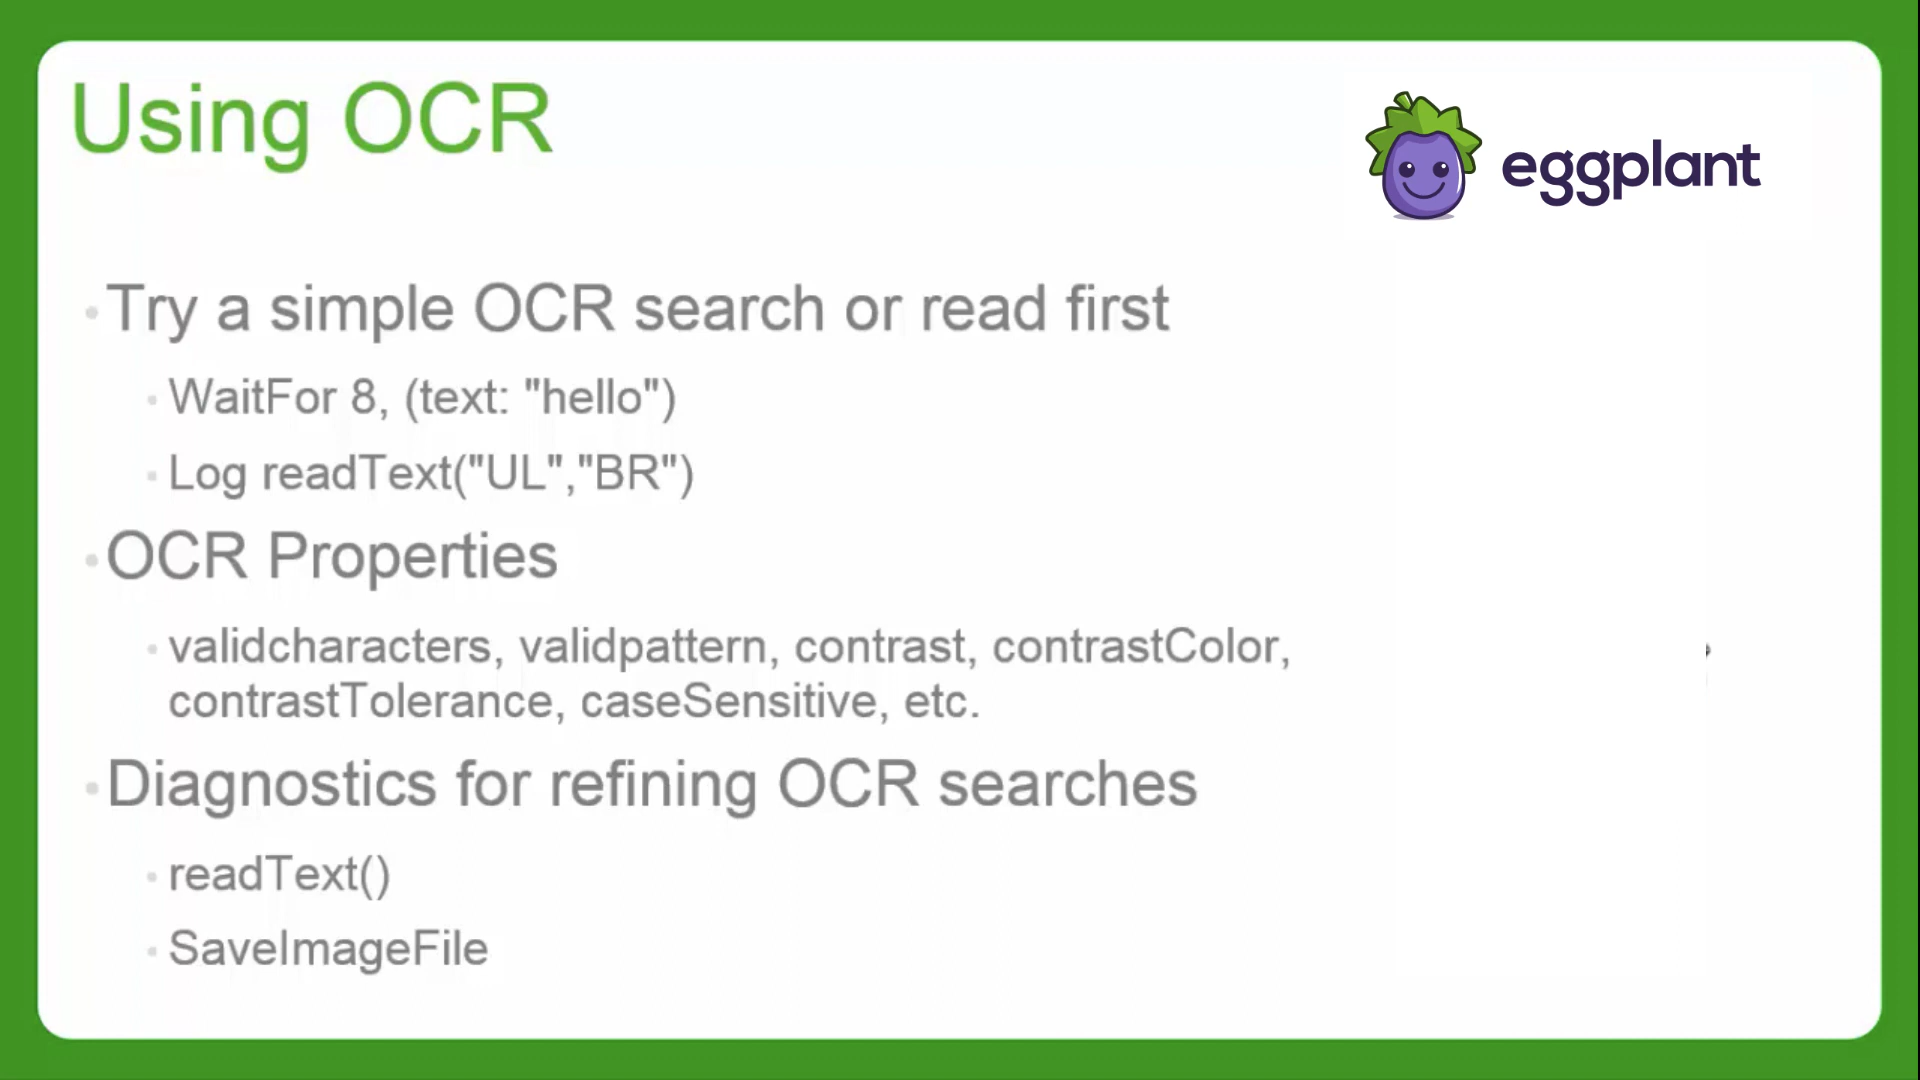 Using OCR
eggplant
Try a simple OCR search or read first
WaitFor 8, (text: "hello")
Log readText("UL","BR")
OCR Properties
validcharacters, validpattern, contrast, contrastColor,
contrastTolerance, caseSensitive, etc.
Diagnostics for refining OCR searches
readText()
SaveImageFile